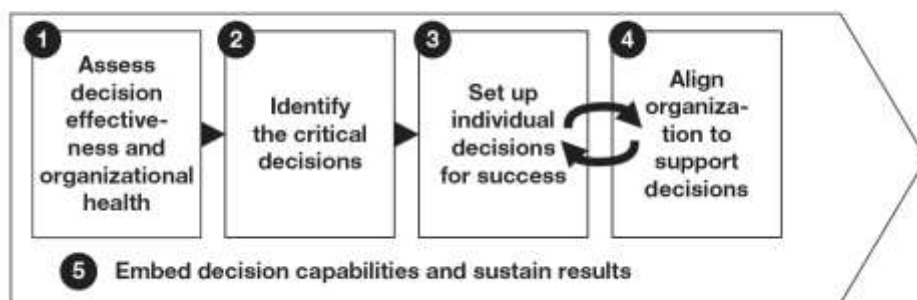 1
Assess
decision
effective-
ness and
organizational
health
2
Identify
the critical
decisions
3
Set up
individual
decisions
for success
4
Align
organiza-
tion to
support
decisions
5 Embed decision capabilities and sustain results